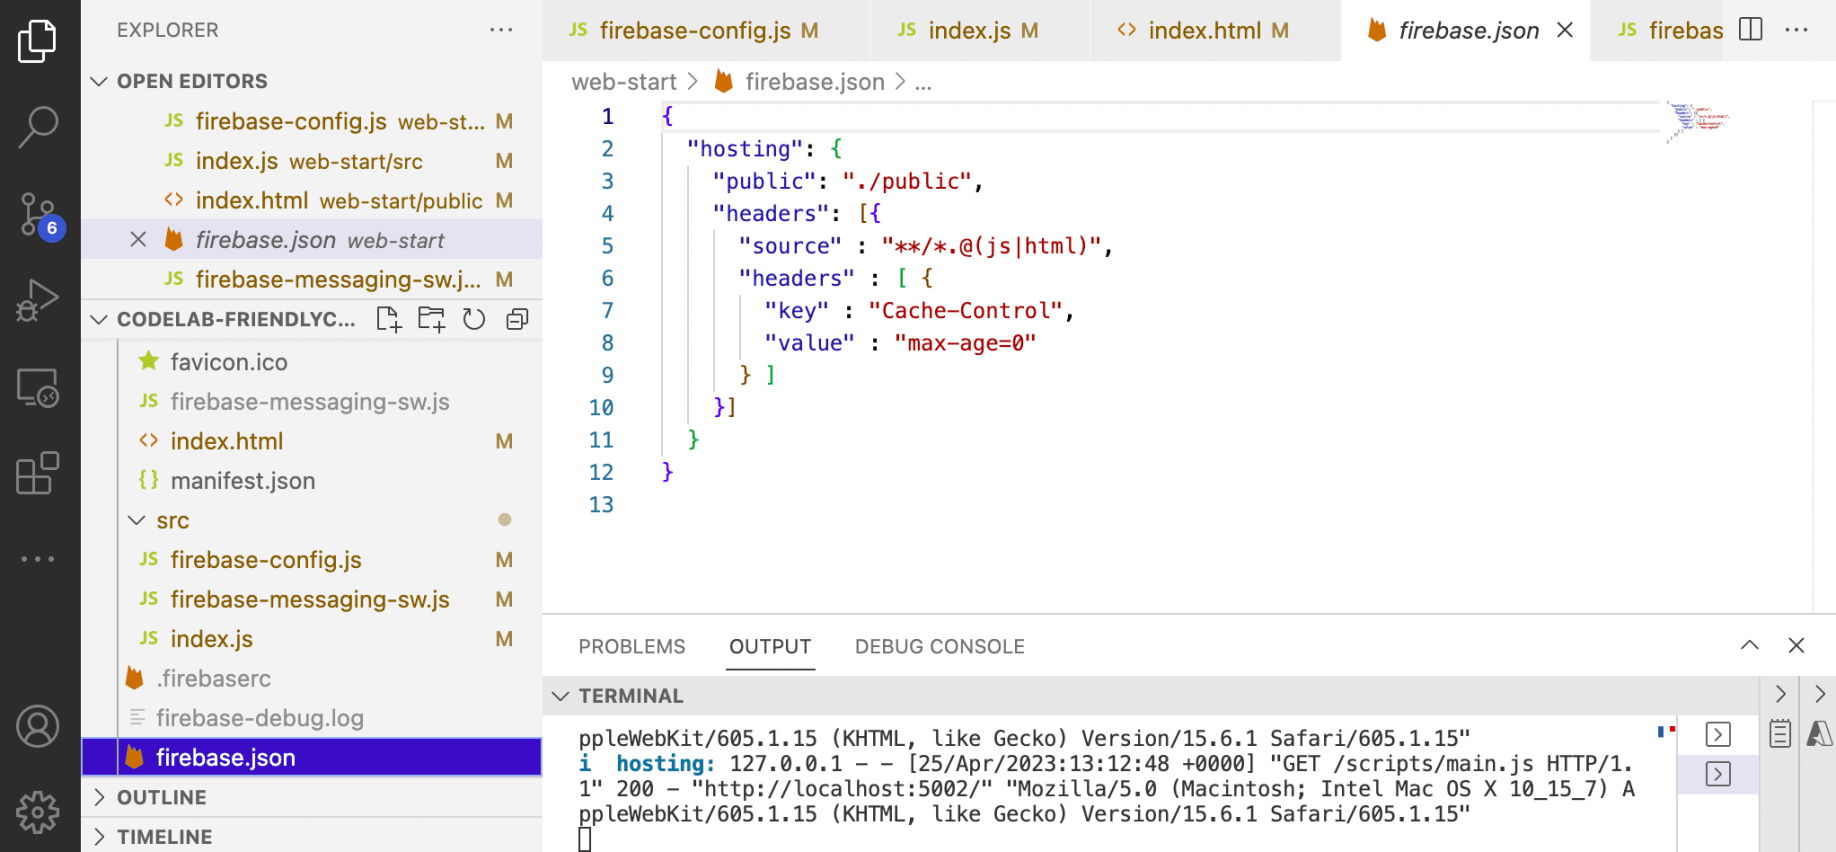 EXPLORER
OPEN EDITORS
JS firebase-config.js web-st... M
JS index.js web-start/src M
<> index.html web-start/public M
firebase.json web-start
JS firebase-messaging-sw.j... M
CODELAB-FRIENDLYC...
favicon.ico
JS firebase-messaging-sw.js
<> index.html M
{} manifest.json
src
JS firebase-config.js M
JS firebase-messaging-sw.js M
JS index.js M
.firebaserc
firebase-debug.log
firebase.json
OUTLINE
TIMELINE
6
JS firebase-config.js M
JS index.js M
<> index.html M
firebase.json
JS firebas
web-start > firebase.json > ...
1 {
2 "hosting": {
3 "public": "./public",
4 "headers": [{
5 "source" : "**/*.@(js|html)",
6 "headers" : [ {
7 "key" : "Cache-Control",
8 "value" : "max-age=0"
9 } ]
10 }]
11 }
12 }
13
PROBLEMS OUTPUT DEBUG CONSOLE
TERMINAL
ppleWebKit/605.1.15 (KHTML, like Gecko) Version/15.6.1 Safari/605.1.15"
i hosting: 127.0.0.1 - - [25/Apr/2023:13:12:48 +0000] "GET /scripts/main.js HTTP/1.
1" 200 - "http://localhost:5002/" "Mozilla/5.0 (Macintosh; Intel Mac OS X 10_15_7) A
ppleWebKit/605.1.15 (KHTML, like Gecko) Version/15.6.1 Safari/605.1.15"